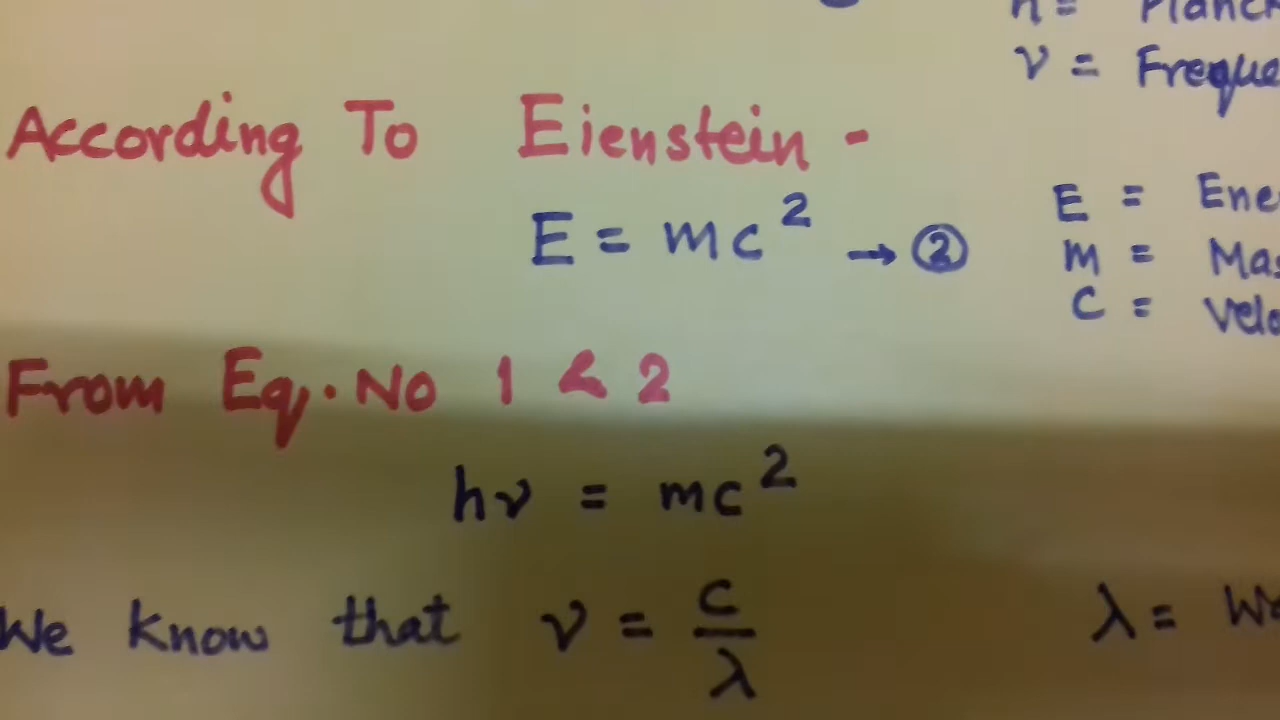 h =
ν = Freque
According To Eienstein -
E = mc² → ②
E = Ene
m = Mas
C = Velo
From Eq. No 1 & 2
hν = mc²
We know that ν = c/λ
λ =